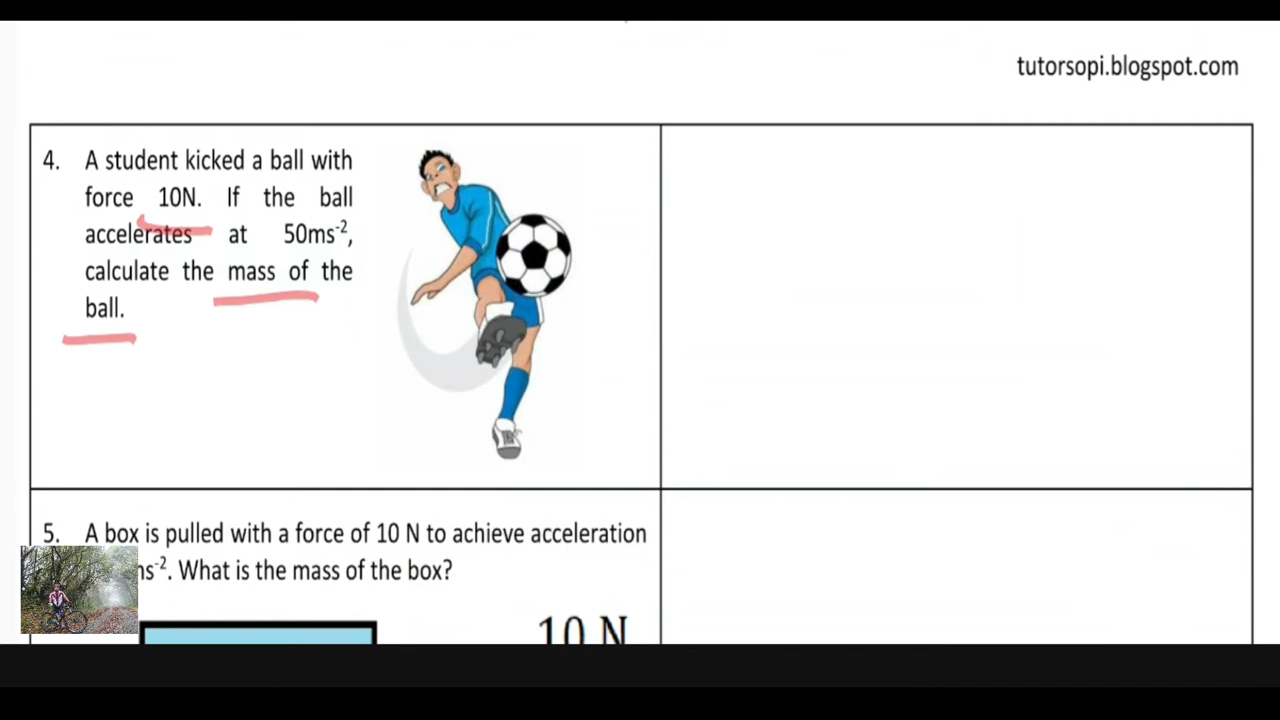 tutorsopi.blogspot.com
4. A student kicked a ball with
force 10N. If the ball
accelerates at 50ms⁻²,
calculate the mass of the
ball.
5. A box is pulled with a force of 10 N to achieve acceleration
What is the mass of the box?
10 N